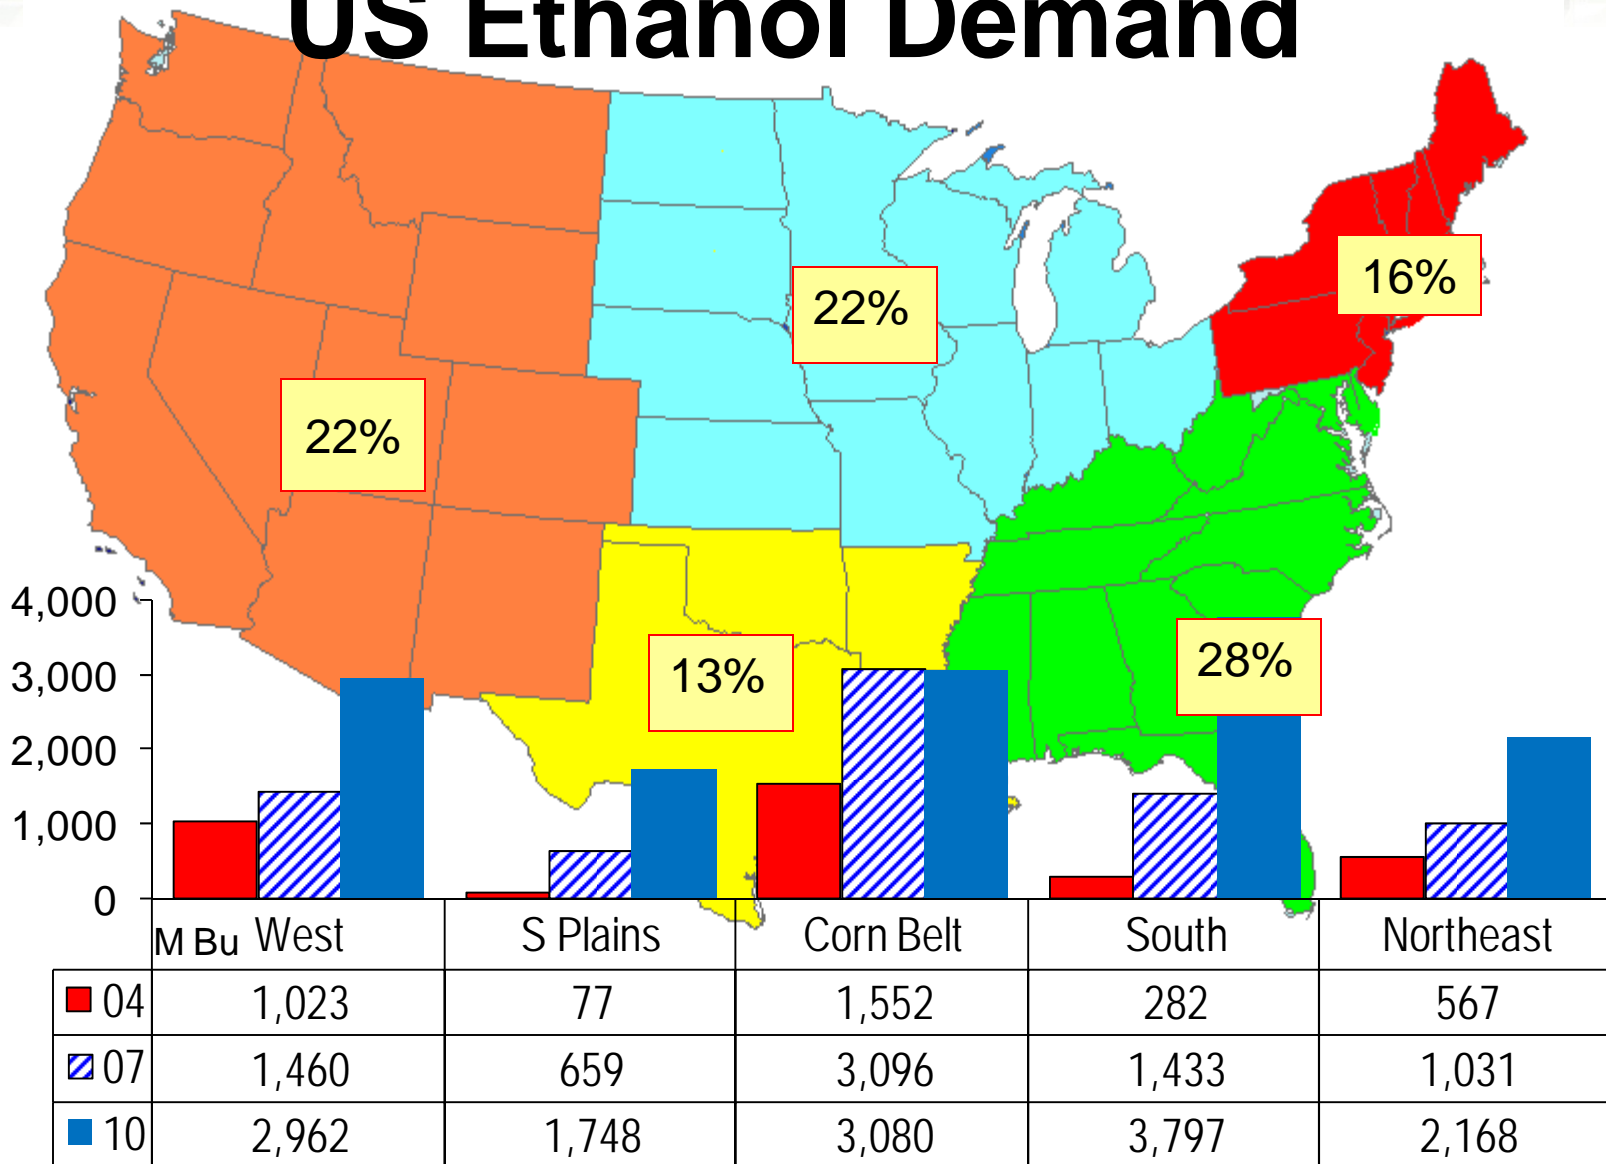 US Ethanol Demand
16%
22%
22%
13%
28%
4,000
3,000
2,000
1,000
0
M Bu West S Plains Corn Belt South Northeast
04 1,023 77 1,552 282 567
07 1,460 659 3,096 1,433 1,031
10 2,962 1,748 3,080 3,797 2,168